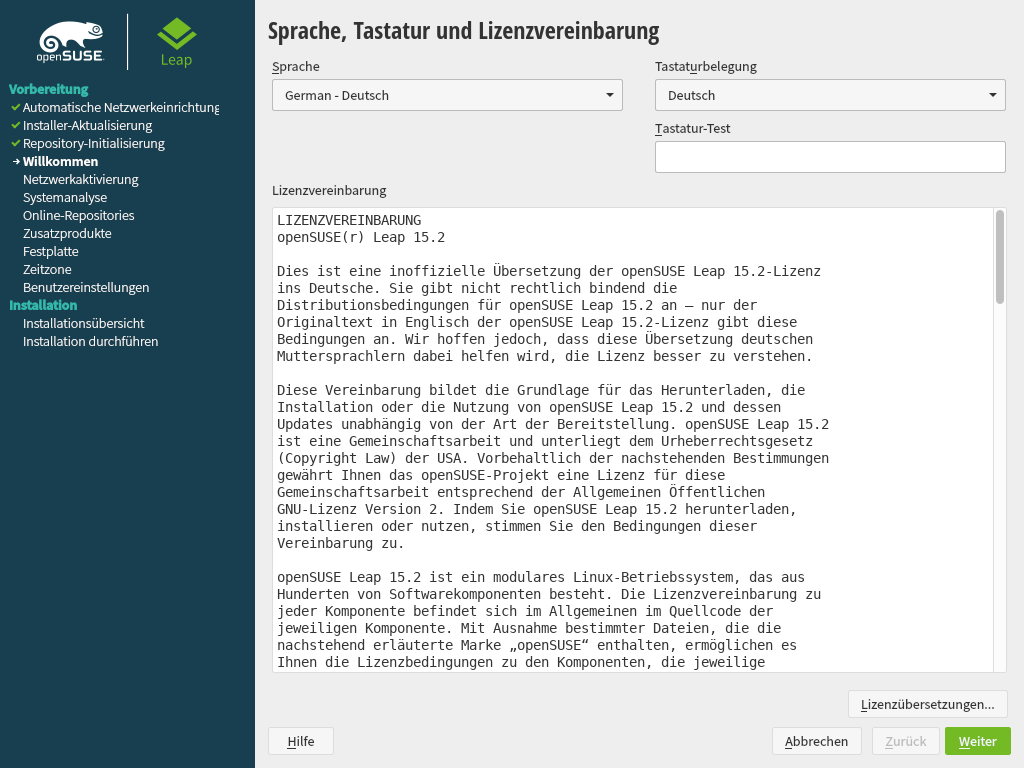 openSUSE
Leap
Vorbereitung
Automatische Netzwerkeinrichtung
Installer-Aktualisierung
Repository-Initialisierung
Willkommen
Netzwerkaktivierung
Systemanalyse
Online-Repositories
Zusatzprodukte
Festplatte
Zeitzone
Benutzereinstellungen
Installation
Installationsübersicht
Installation durchführen
Sprache, Tastatur und Lizenzvereinbarung
Sprache
German - Deutsch
Tastaturbelegung
Deutsch
Tastatur-Test
Lizenzvereinbarung
LIZENZVEREINBARUNG
openSUSE(r) Leap 15.2
Dies ist eine inoffizielle Übersetzung der openSUSE Leap 15.2-Lizenz
ins Deutsche. Sie gibt nicht rechtlich bindend die
Distributionsbedingungen für openSUSE Leap 15.2 an – nur der
Originaltext in Englisch der openSUSE Leap 15.2-Lizenz gibt diese
Bedingungen an. Wir hoffen jedoch, dass diese Übersetzung deutschen
Muttersprachlern dabei helfen wird, die Lizenz besser zu verstehen.
Diese Vereinbarung bildet die Grundlage für das Herunterladen, die
Installation oder die Nutzung von openSUSE Leap 15.2 und dessen
Updates unabhängig von der Art der Bereitstellung. openSUSE Leap 15.2
ist eine Gemeinschaftsarbeit und unterliegt dem Urheberrechtsgesetz
(Copyright Law) der USA. Vorbehaltlich der nachstehenden Bestimmungen
gewährt Ihnen das openSUSE-Projekt eine Lizenz für diese
Gemeinschaftsarbeit entsprechend der Allgemeinen Öffentlichen
GNU-Lizenz Version 2. Indem Sie openSUSE Leap 15.2 herunterladen,
installieren oder nutzen, stimmen Sie den Bedingungen dieser
Vereinbarung zu.
openSUSE Leap 15.2 ist ein modulares Linux-Betriebssystem, das aus
Hunderten von Softwarekomponenten besteht. Die Lizenzvereinbarung zu
jeder Komponente befindet sich im Allgemeinen im Quellcode der
jeweiligen Komponente. Mit Ausnahme bestimmter Dateien, die die
nachstehend erläuterte Marke „openSUSE“ enthalten, ermöglichen es
Ihnen die Lizenzbedingungen zu den Komponenten, die jeweilige
Lizenzübersetzungen...
Hilfe
Abbrechen
Zurück
Weiter